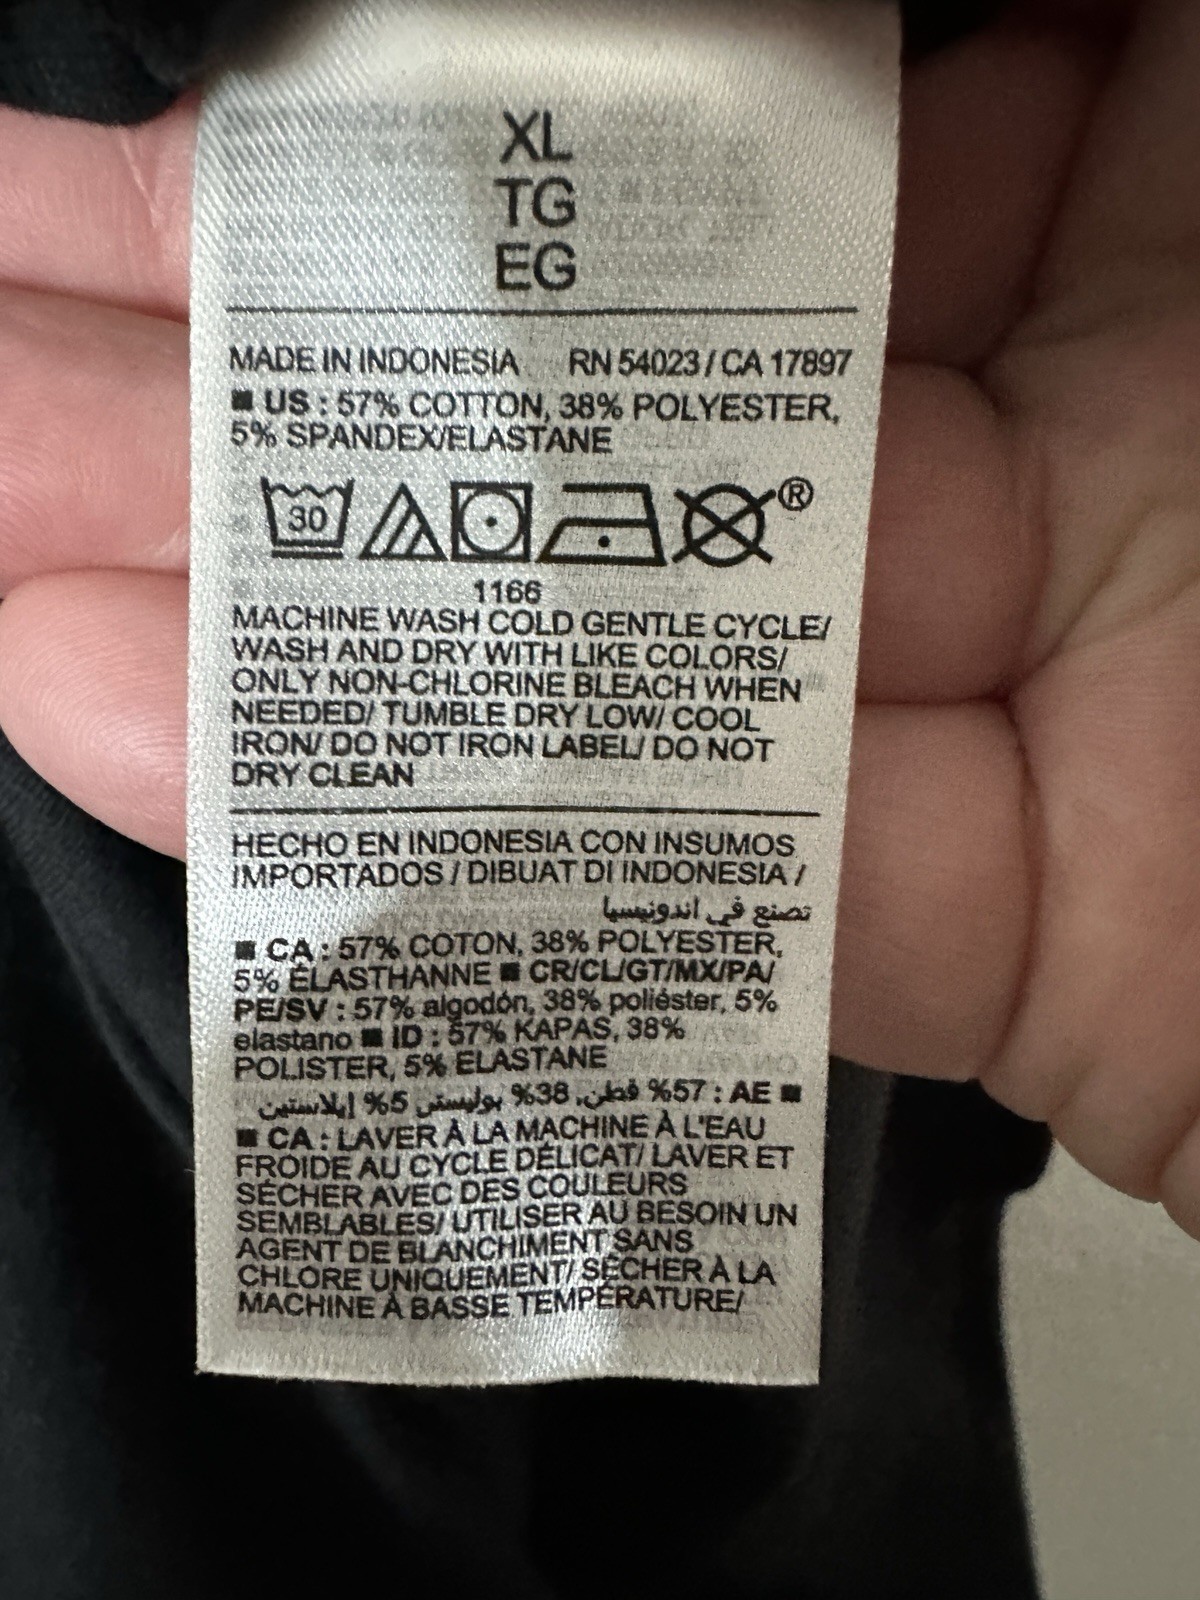 XL
TG
EG
MADE IN INDONESIA RN 54023 / CA 17897
■ US : 57% COTTON, 38% POLYESTER,
5% SPANDEX/ELASTANE
30 ®
1166
MACHINE WASH COLD GENTLE CYCLE/
WASH AND DRY WITH LIKE COLORS/
ONLY NON-CHLORINE BLEACH WHEN
NEEDED/ TUMBLE DRY LOW/ COOL
IRON/ DO NOT IRON LABEL/ DO NOT
DRY CLEAN
HECHO EN INDONESIA CON INSUMOS
IMPORTADOS / DIBUAT DI INDONESIA /
تصنع في اندونيسيا
■ CA : 57% COTON, 38% POLYESTER,
5% ÉLASTHANNE ■ CR/CL/GT/MX/PA/
PE/SV : 57% algodón, 38% poliéster, 5%
elastano ■ ID : 57% KAPAS, 38%
POLISTER, 5% ELASTANE
■ AE : 57% قطن, 38% بوليستر, 5% إيلاستين
■ CA : LAVER À LA MACHINE À L'EAU
FROIDE AU CYCLE DÉLICAT/ LAVER ET
SÉCHER AVEC DES COULEURS
SEMBLABLES/ UTILISER AU BESOIN UN
AGENT DE BLANCHIMENT SANS
CHLORE UNIQUEMENT/ SÉCHER À LA
MACHINE À BASSE TEMPÉRATURE/